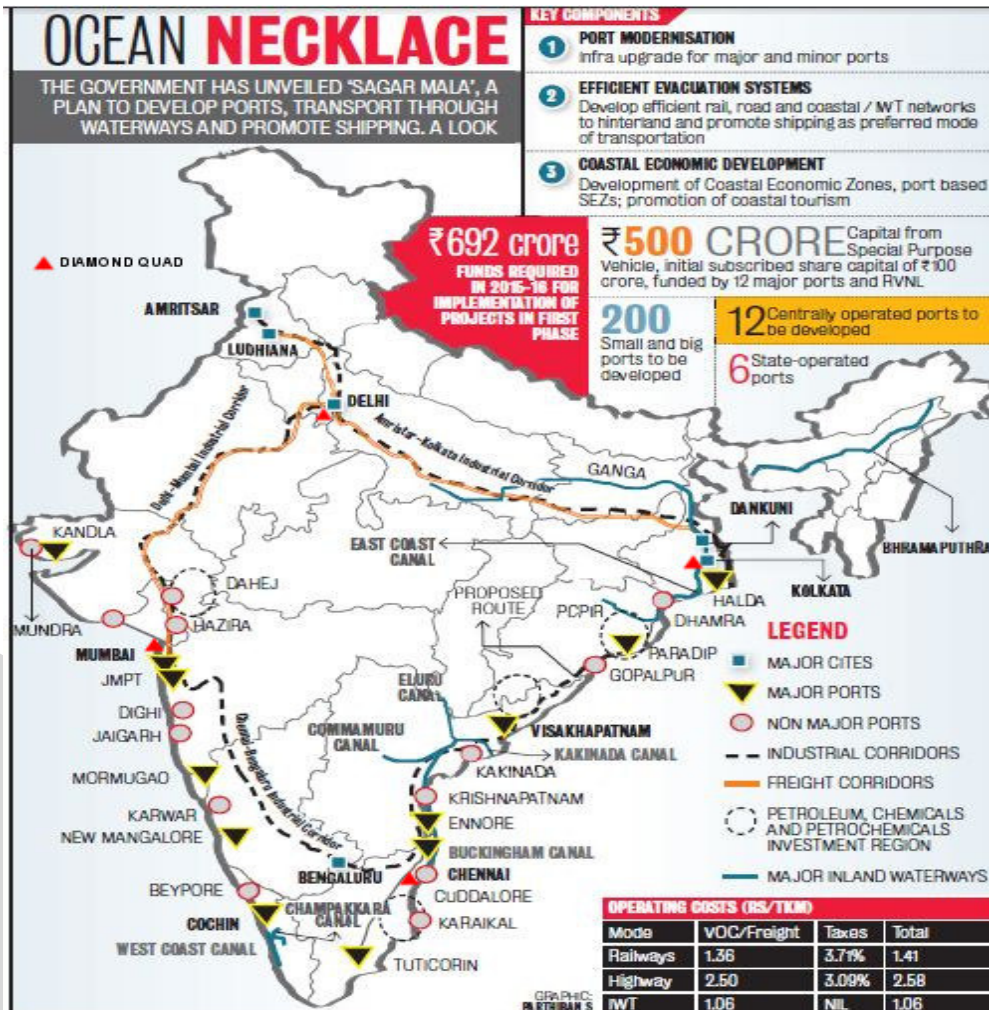 OCEAN NECKLACE
THE GOVERNMENT HAS UNVEILED ‘SAGAR MALA’, A
PLAN TO DEVELOP PORTS, TRANSPORT THROUGH
WATERWAYS AND PROMOTE SHIPPING. A LOOK
KEY COMPONENTS
1 PORT MODERNISATION
Infra upgrade for major and minor ports
2 EFFICIENT EVACUATION SYSTEMS
Develop efficient rail, road and coastal / IWT networks
to hinterland and promote shipping as preferred mode
of transportation
3 COASTAL ECONOMIC DEVELOPMENT
Development of Coastal Economic Zones, port based
SEZs; promotion of coastal tourism
₹692 crore
FUNDS REQUIRED
IN 2015-16 FOR
IMPLEMENTATION OF
PROJECTS IN FIRST
PHASE
₹500 CRORE Capital from
Special Purpose
Vehicle, initial subscribed share capital of ₹100
crore, funded by 12 major ports and RVNL
200
Small and big
ports to be
developed
12 Centrally operated ports to
be developed
6 State-operated
ports
DIAMOND QUAD
AMRITSAR
LUDHIANA
DELHI
Delhi-Mumbai Industrial Corridor
Amristar-Kolkata Industrial Corridor
GANGA
DANKUNI
BHRAMAPUTHRA
KANDLA
EAST COAST
CANAL
KOLKATA
DAHEJ
PROPOSED
ROUTE
PCPIR
HALDA
DHAMRA
MUNDRA
HAZIRA
MUMBAI
PARADIP
JMPT
GOPALPUR
ELURU
CANAL
DIGHI
COMMAMURU
CANAL
VISAKHAPATNAM
JAIGARH
KAKINADA CANAL
Chennai-Bengaluru Industrial Corridor
KAKINADA
MORMUGAO
KRISHNAPATNAM
KARWAR
ENNORE
NEW MANGALORE
BUCKINGHAM CANAL
BENGALURU
CHENNAI
BEYPORE
CUDDALORE
CHAMPAKKARA
CANAL
COCHIN
KARAIKAL
WEST COAST CANAL
TUTICORIN
LEGEND
MAJOR CITES
MAJOR PORTS
NON MAJOR PORTS
INDUSTRIAL CORRIDORS
FREIGHT CORRIDORS
PETROLEUM, CHEMICALS
AND PETROCHEMICALS
INVESTMENT REGION
MAJOR INLAND WATERWAYS
OPERATING COSTS (RS/TKM)
Mode VOC/Freight Taxes Total
Railways 1.36 3.71% 1.41
Highway 2.50 3.09% 2.58
IWT 1.06 NIL 1.06
GRAPHIC:
PARTHIBAN S